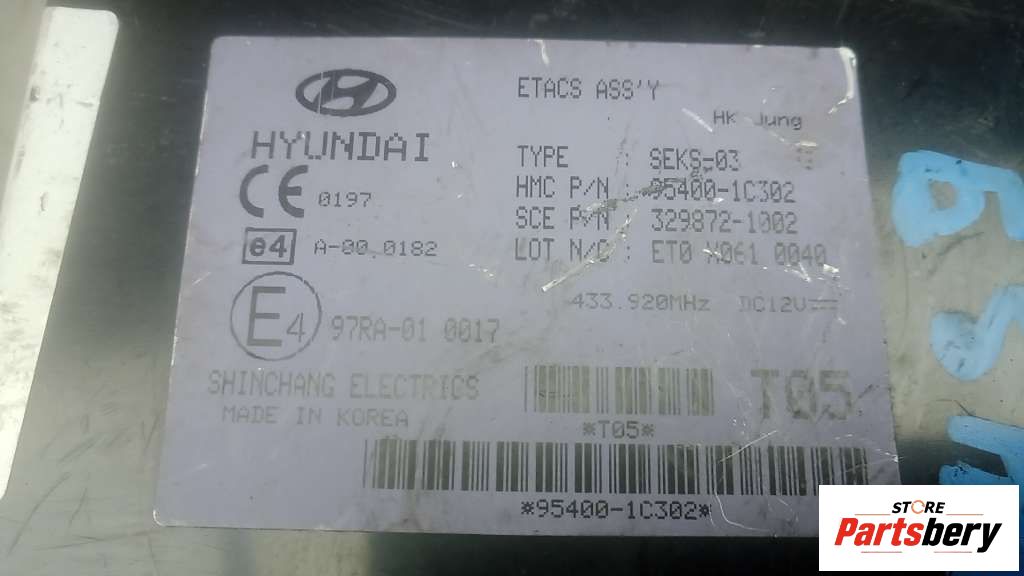 ETACS ASS'Y
HK Jung
HYUNDAI
CE 0197
e4 A-00.0182
E4 97RA-01 0017
TYPE : SEKS-03
HMC P/N : 95400-1C302
SCE P/N : 329872-1002
LOT N/O : ET0 X061 0040
433.920MHz DC12V
SHINCHANG ELECTRICS
MADE IN KOREA
T05
*T05*
*95400-1C302*
STORE
Partsbery